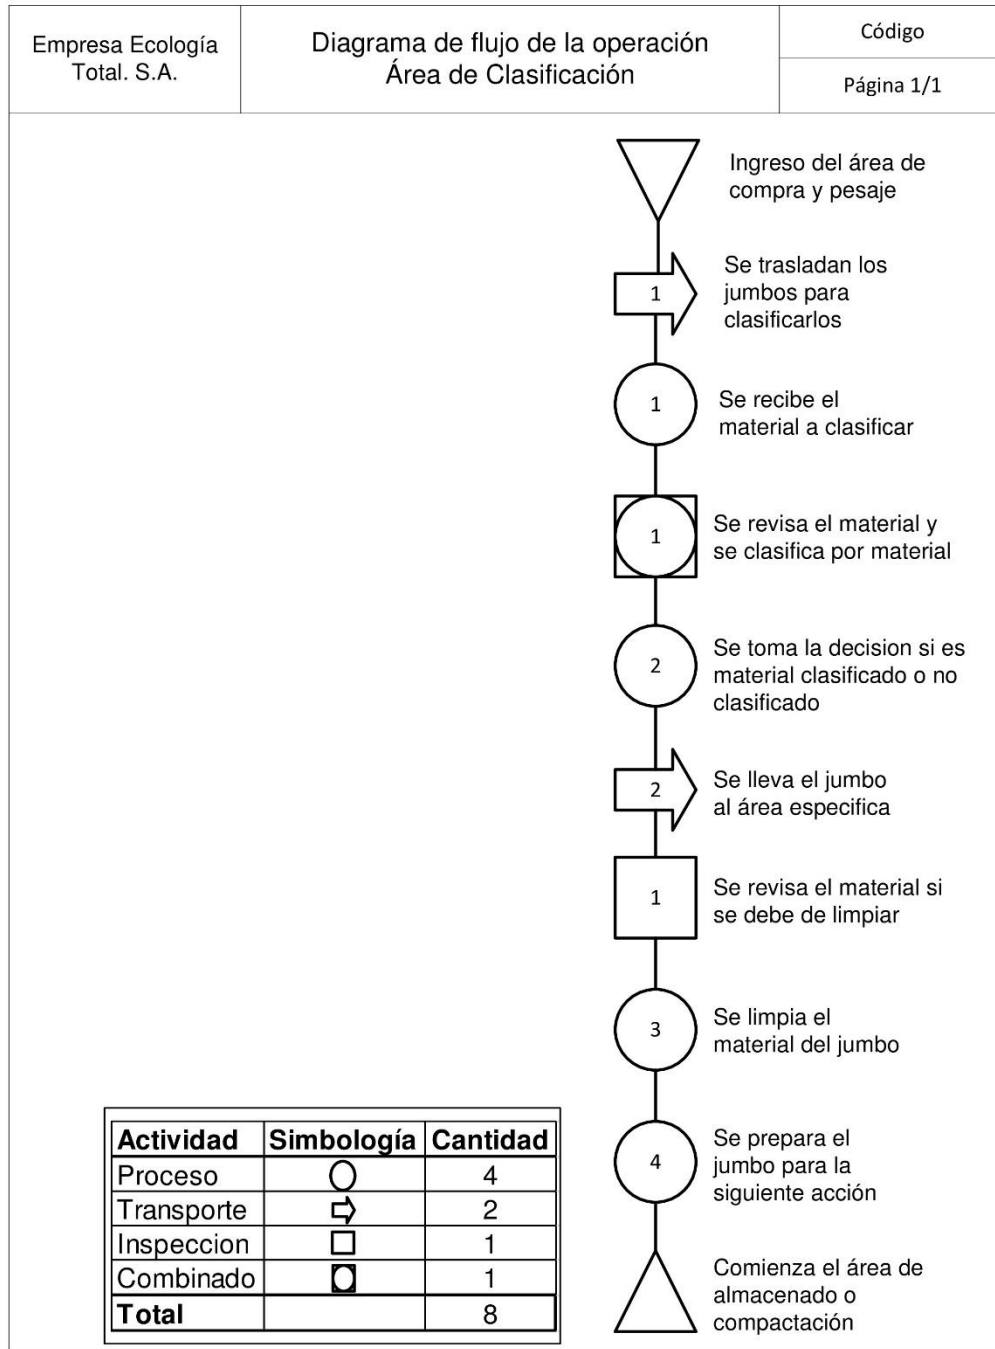 Empresa Ecología
Total. S.A.
Diagrama de flujo de la operación
Área de Clasificación
Código
Página 1/1
Ingreso del área de
compra y pesaje
1
Se trasladan los
jumbos para
clasificarlos
1
Se recibe el
material a clasificar
1
Se revisa el material y
se clasifica por material
2
Se toma la decision si es
material clasificado o no
clasificado
2
Se lleva el jumbo
al área especifica
1
Se revisa el material si
se debe de limpiar
3
Se limpia el
material del jumbo
4
Se prepara el
jumbo para la
siguiente acción
Comienza el área de
almacenado o
compactación
Actividad Simbología Cantidad
Proceso 4
Transporte 2
Inspeccion 1
Combinado 1
Total 8